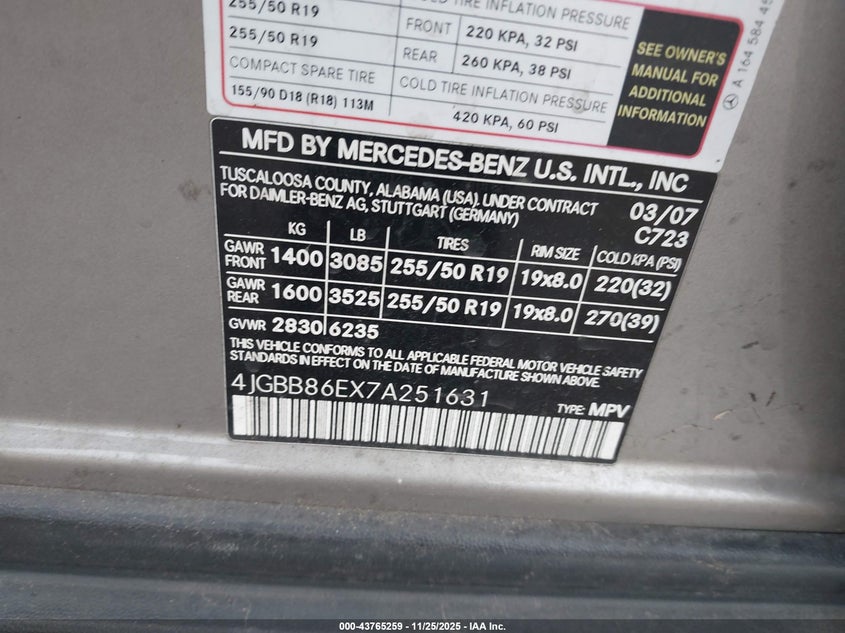 255/50 R19
COLD TIRE INFLATION PRESSURE
FRONT 220 KPA, 32 PSI
255/50 R19
REAR 260 KPA, 38 PSI
COMPACT SPARE TIRE
COLD TIRE INFLATION PRESSURE
155/90 D18 (R18) 113M
420 KPA, 60 PSI
SEE OWNER'S
MANUAL FOR
ADDITIONAL
INFORMATION
A 164 584 45
MFD BY MERCEDES-BENZ U.S. INTL., INC
TUSCALOOSA COUNTY, ALABAMA (USA). UNDER CONTRACT
FOR DAIMLER-BENZ AG, STUTTGART (GERMANY)
03/07
C723
KG LB TIRES RIM SIZE COLD KPA (PSI)
GAWR FRONT 1400 3085 255/50 R19 19x8.0 220(32)
GAWR REAR 1600 3525 255/50 R19 19x8.0 270(39)
GVWR 2830 6235
THIS VEHICLE CONFORMS TO ALL APPLICABLE FEDERAL MOTOR VEHICLE SAFETY
STANDARDS IN EFFECT ON THE DATE OF MANUFACTURE SHOWN ABOVE.
4JGBB86EX7A251631
TYPE: MPV
000-43765259 - 11/25/2025 - IAA Inc.